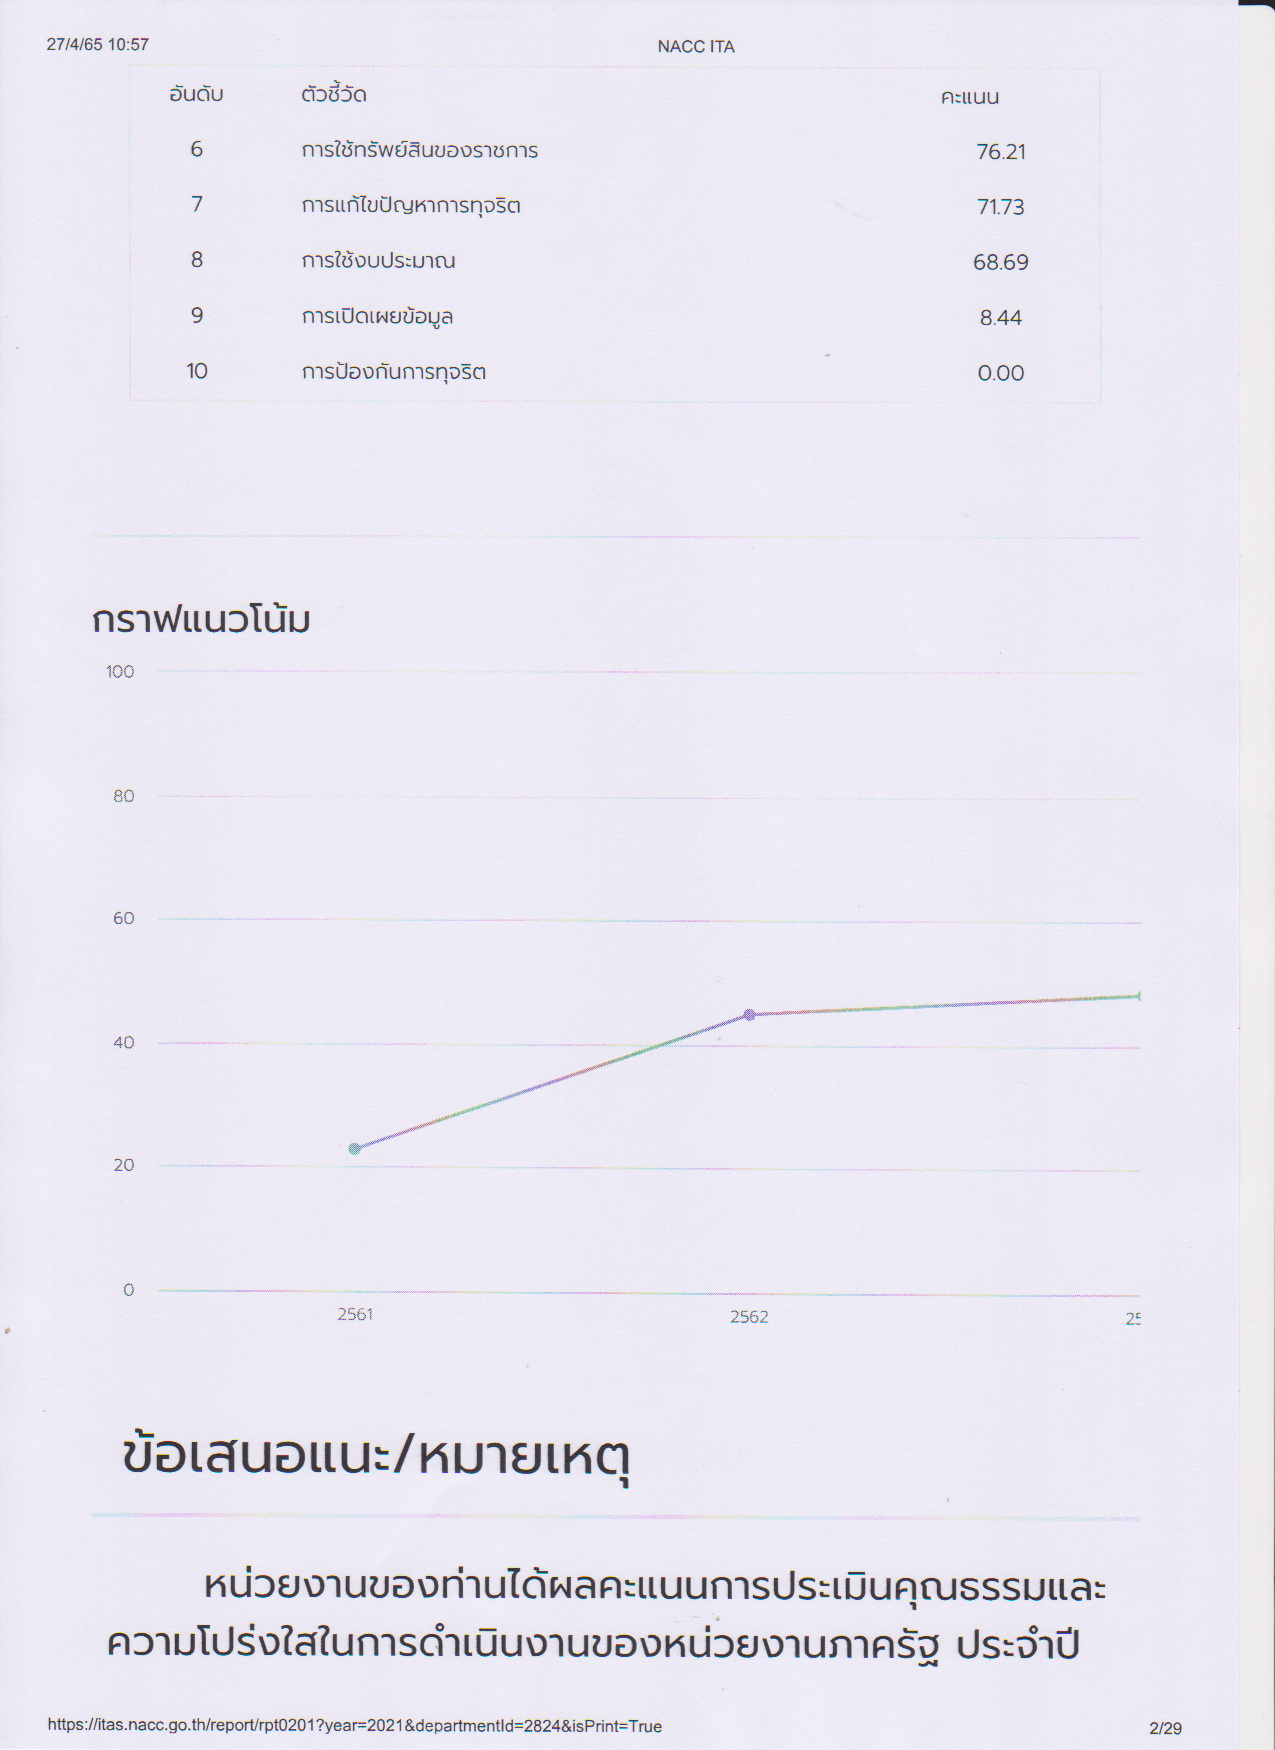 27/4/65 10:57 NACC ITA
อันดับ ตัวชี้วัด คะแนน
6 การใช้ทรัพย์สินของราชการ 76.21
7 การแก้ไขปัญหาการทุจริต 71.73
8 การใช้งบประมาณ 68.69
9 การเปิดเผยข้อมูล 8.44
10 การป้องกันการทุจริต 0.00
กราฟแนวโน้ม
100
80
60
40
20
0
2561 2562
ข้อเสนอแนะ/หมายเหตุ
หน่วยงานของท่านได้ผลคะแนนการประเมินคุณธรรมและ
ความโปร่งใสในการดำเนินงานของหน่วยงานภาครัฐ ประจำปี
https://itas.nacc.go.th/report/rpt0201?year=2021&departmentId=2824&isPrint=True 2/29